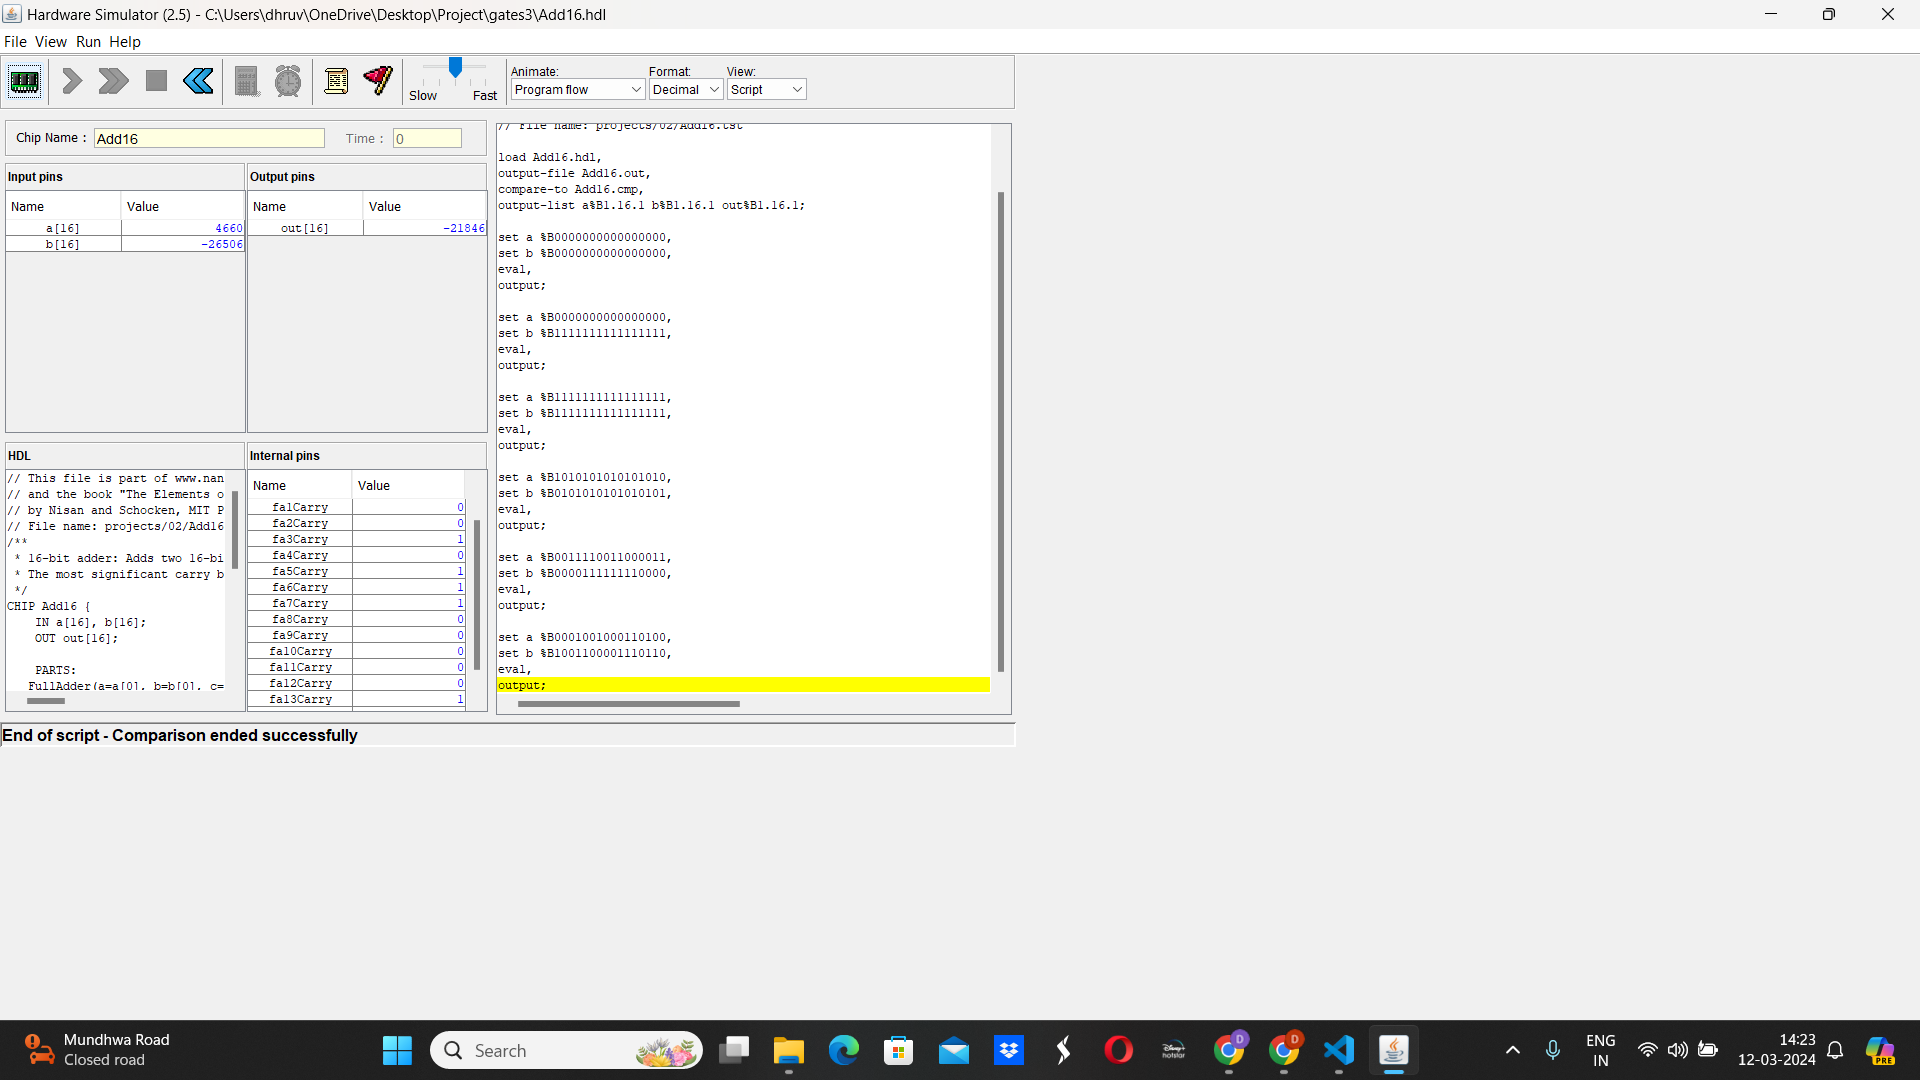 Hardware Simulator (2.5) - C:\Users\dhruv\OneDrive\Desktop\Project\gates3\Add16.hdl
File View Run Help
Slow Fast
Animate: Format: View:
Program flow Decimal Script
Chip Name : Add16 Time : 0
Input pins
Name Value
a[16] 4660
b[16] -26506
Output pins
Name Value
out[16] -21846
HDL
// This file is part of www.nan
// and the book "The Elements o
// by Nisan and Schocken, MIT P
// File name: projects/02/Add16
/**
* 16-bit adder: Adds two 16-bi
* The most significant carry b
*/
CHIP Add16 {
IN a[16], b[16];
OUT out[16];
PARTS:
FullAdder(a=a[0], b=b[0], c=
Internal pins
Name Value
fa1Carry 0
fa2Carry 0
fa3Carry 1
fa4Carry 0
fa5Carry 1
fa6Carry 1
fa7Carry 1
fa8Carry 0
fa9Carry 0
fa10Carry 0
fa11Carry 0
fa12Carry 0
fa13Carry 1
// File name: projects/02/Add16.tst
load Add16.hdl,
output-file Add16.out,
compare-to Add16.cmp,
output-list a%B1.16.1 b%B1.16.1 out%B1.16.1;
set a %B0000000000000000,
set b %B0000000000000000,
eval,
output;
set a %B0000000000000000,
set b %B1111111111111111,
eval,
output;
set a %B1111111111111111,
set b %B1111111111111111,
eval,
output;
set a %B1010101010101010,
set b %B0101010101010101,
eval,
output;
set a %B0011110011000011,
set b %B0000111111110000,
eval,
output;
set a %B0001001000110100,
set b %B1001100001110110,
eval,
output;
End of script - Comparison ended successfully
Mundhwa Road
Closed road
Search
Disney+
hotstar
D
D
ENG
IN
14:23
12-03-2024
PRE